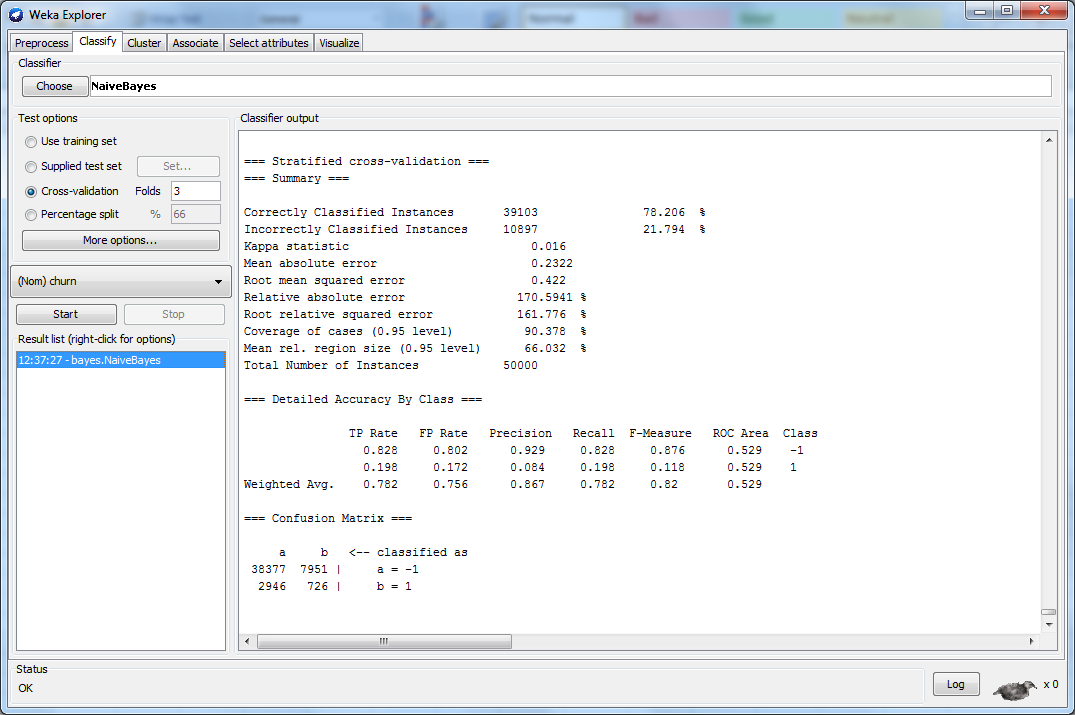 Weka Explorer
Preprocess Classify Cluster Associate Select attributes Visualize
Classifier
Choose NaiveBayes
Test options
Use training set
Supplied test set Set...
Cross-validation Folds 3
Percentage split % 66
More options...
(Nom) churn
Start Stop
Result list (right-click for options)
12:37:27 - bayes.NaiveBayes
Classifier output
=== Stratified cross-validation ===
=== Summary ===
Correctly Classified Instances 39103 78.206 %
Incorrectly Classified Instances 10897 21.794 %
Kappa statistic 0.016
Mean absolute error 0.2322
Root mean squared error 0.422
Relative absolute error 170.5941 %
Root relative squared error 161.776 %
Coverage of cases (0.95 level) 90.378 %
Mean rel. region size (0.95 level) 66.032 %
Total Number of Instances 50000
=== Detailed Accuracy By Class ===
TP Rate FP Rate Precision Recall F-Measure ROC Area Class
0.828 0.802 0.929 0.828 0.876 0.529 -1
0.198 0.172 0.084 0.198 0.118 0.529 1
Weighted Avg. 0.782 0.756 0.867 0.782 0.82 0.529
=== Confusion Matrix ===
a b <-- classified as
38377 7951 | a = -1
2946 726 | b = 1
Status
OK
Log x 0